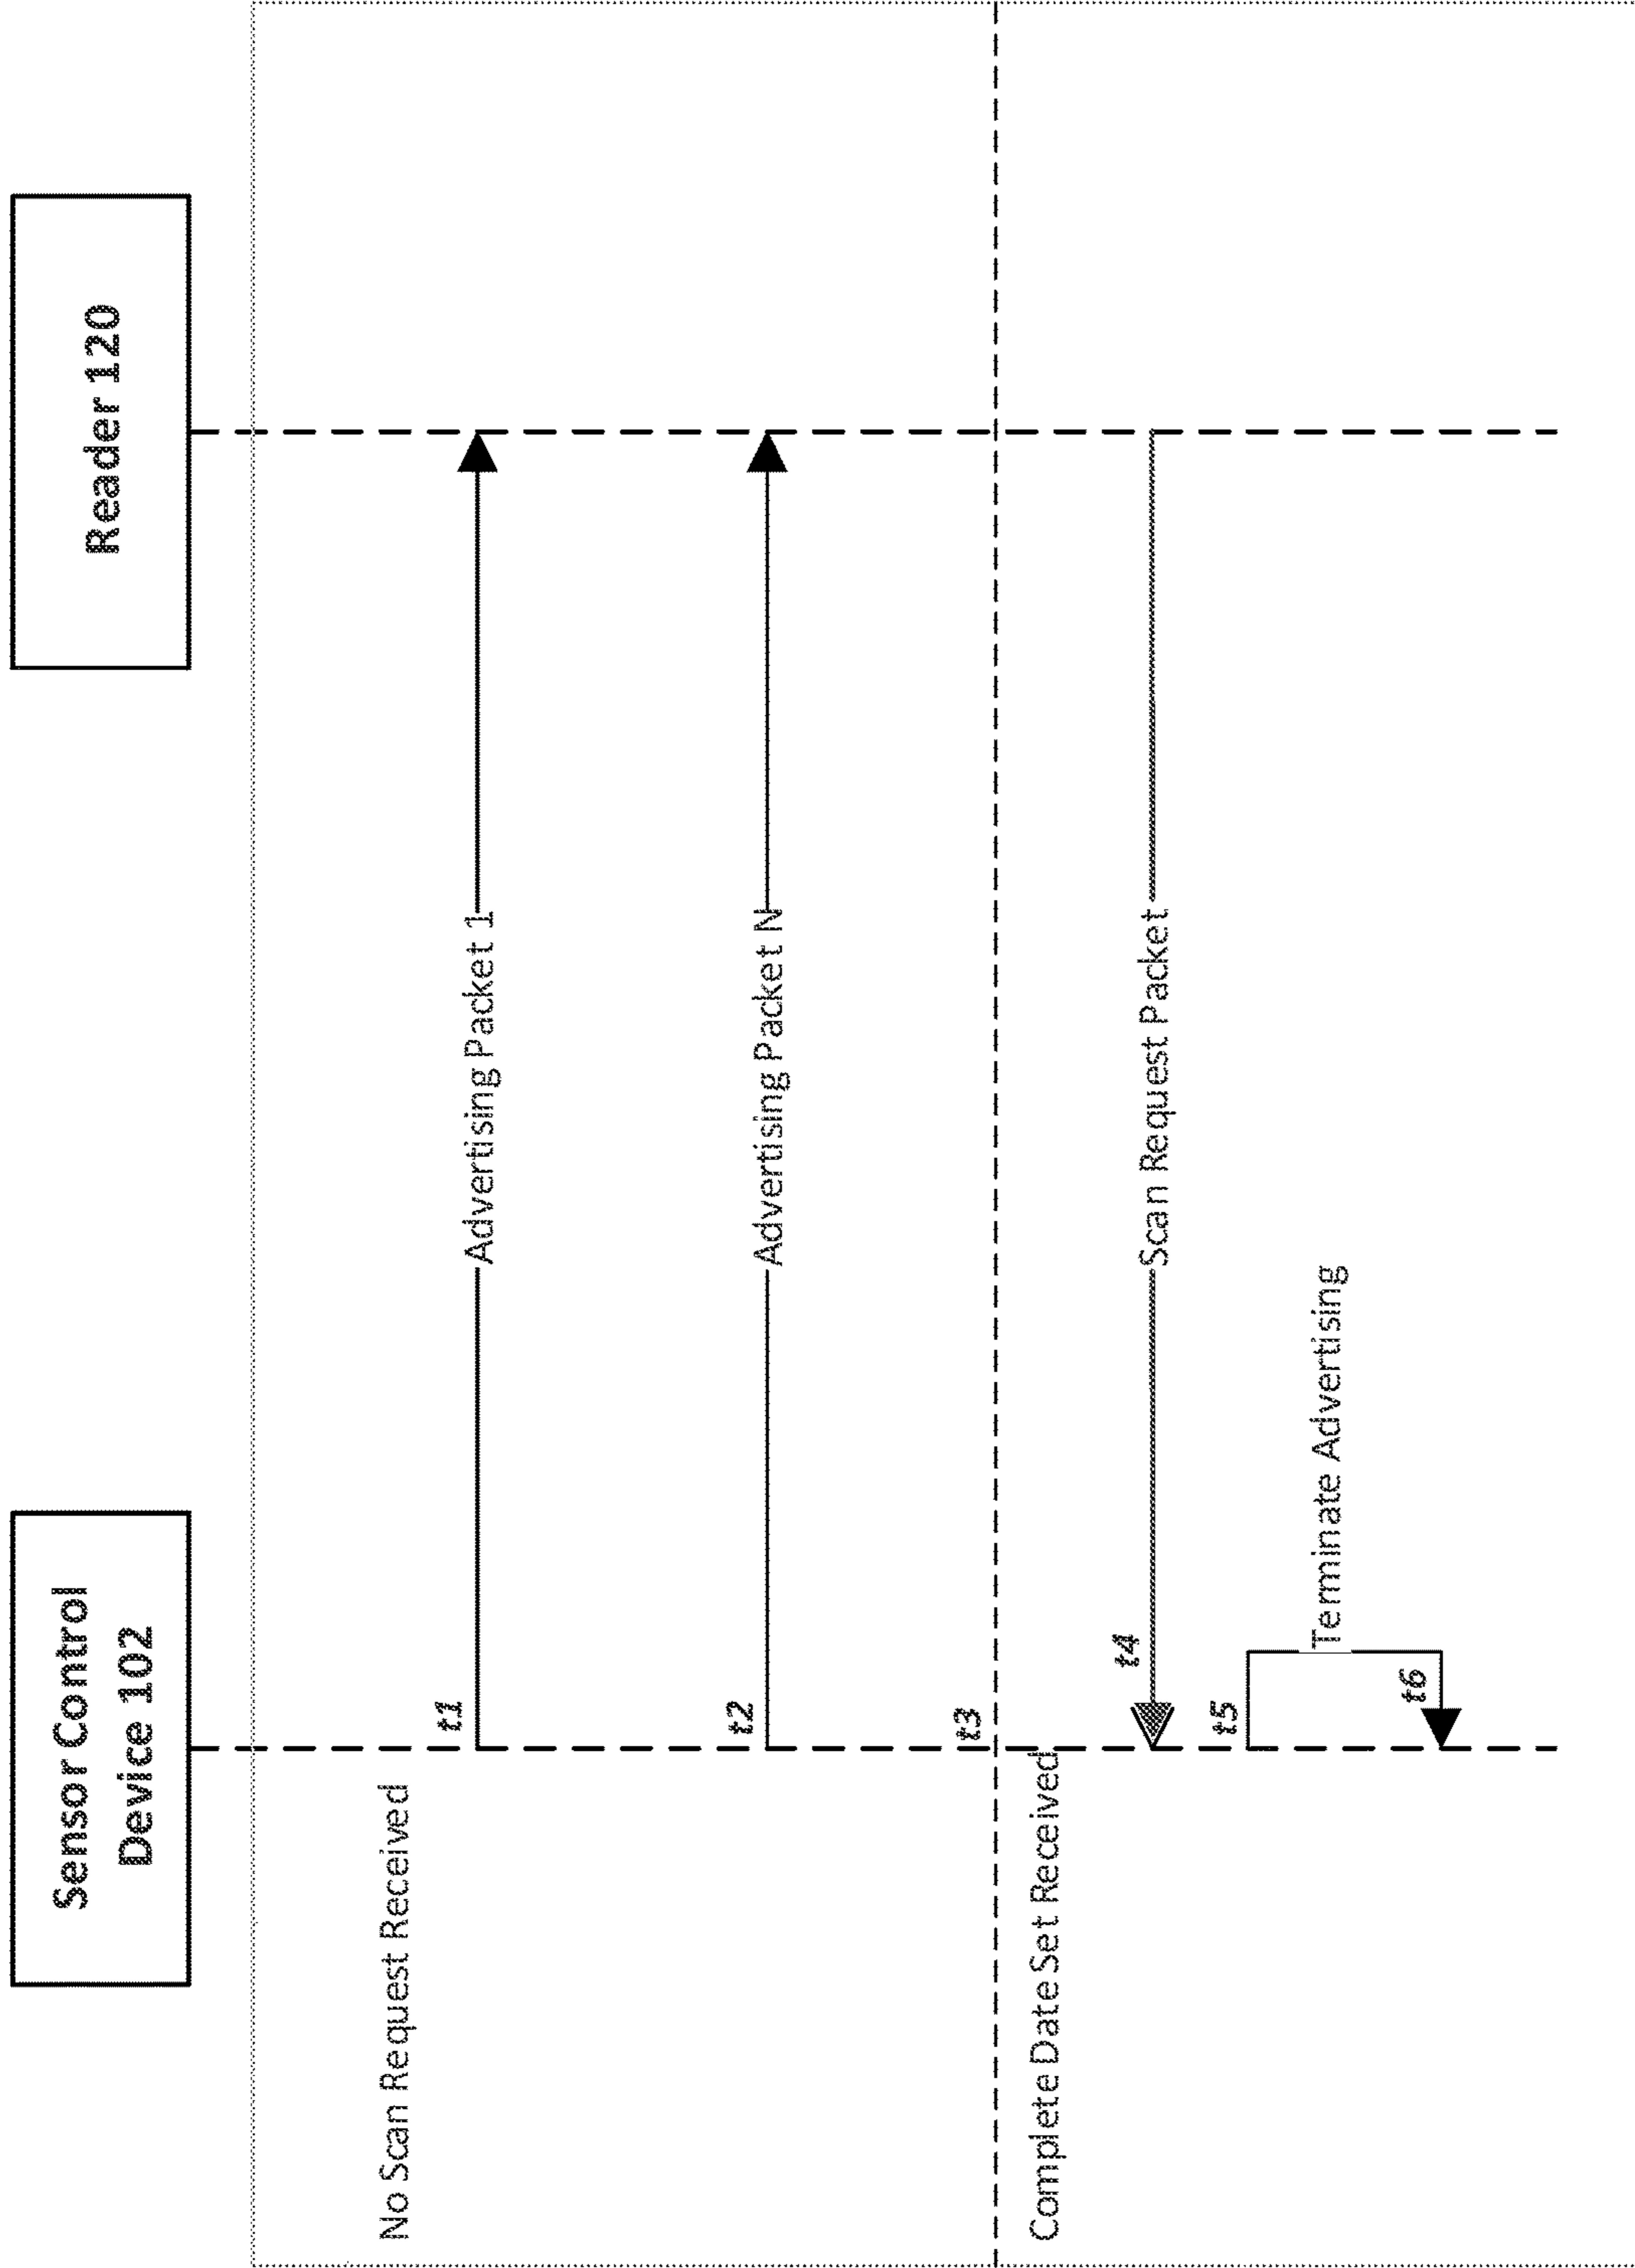 Sensor Control
Device 102
Reader 120
No Scan Request Received
t1
Advertising Packet 1
t2
Advertising Packet N
t3
Complete Date Set Received
t4
Scan Request Packet
t5
Terminate Advertising
t6